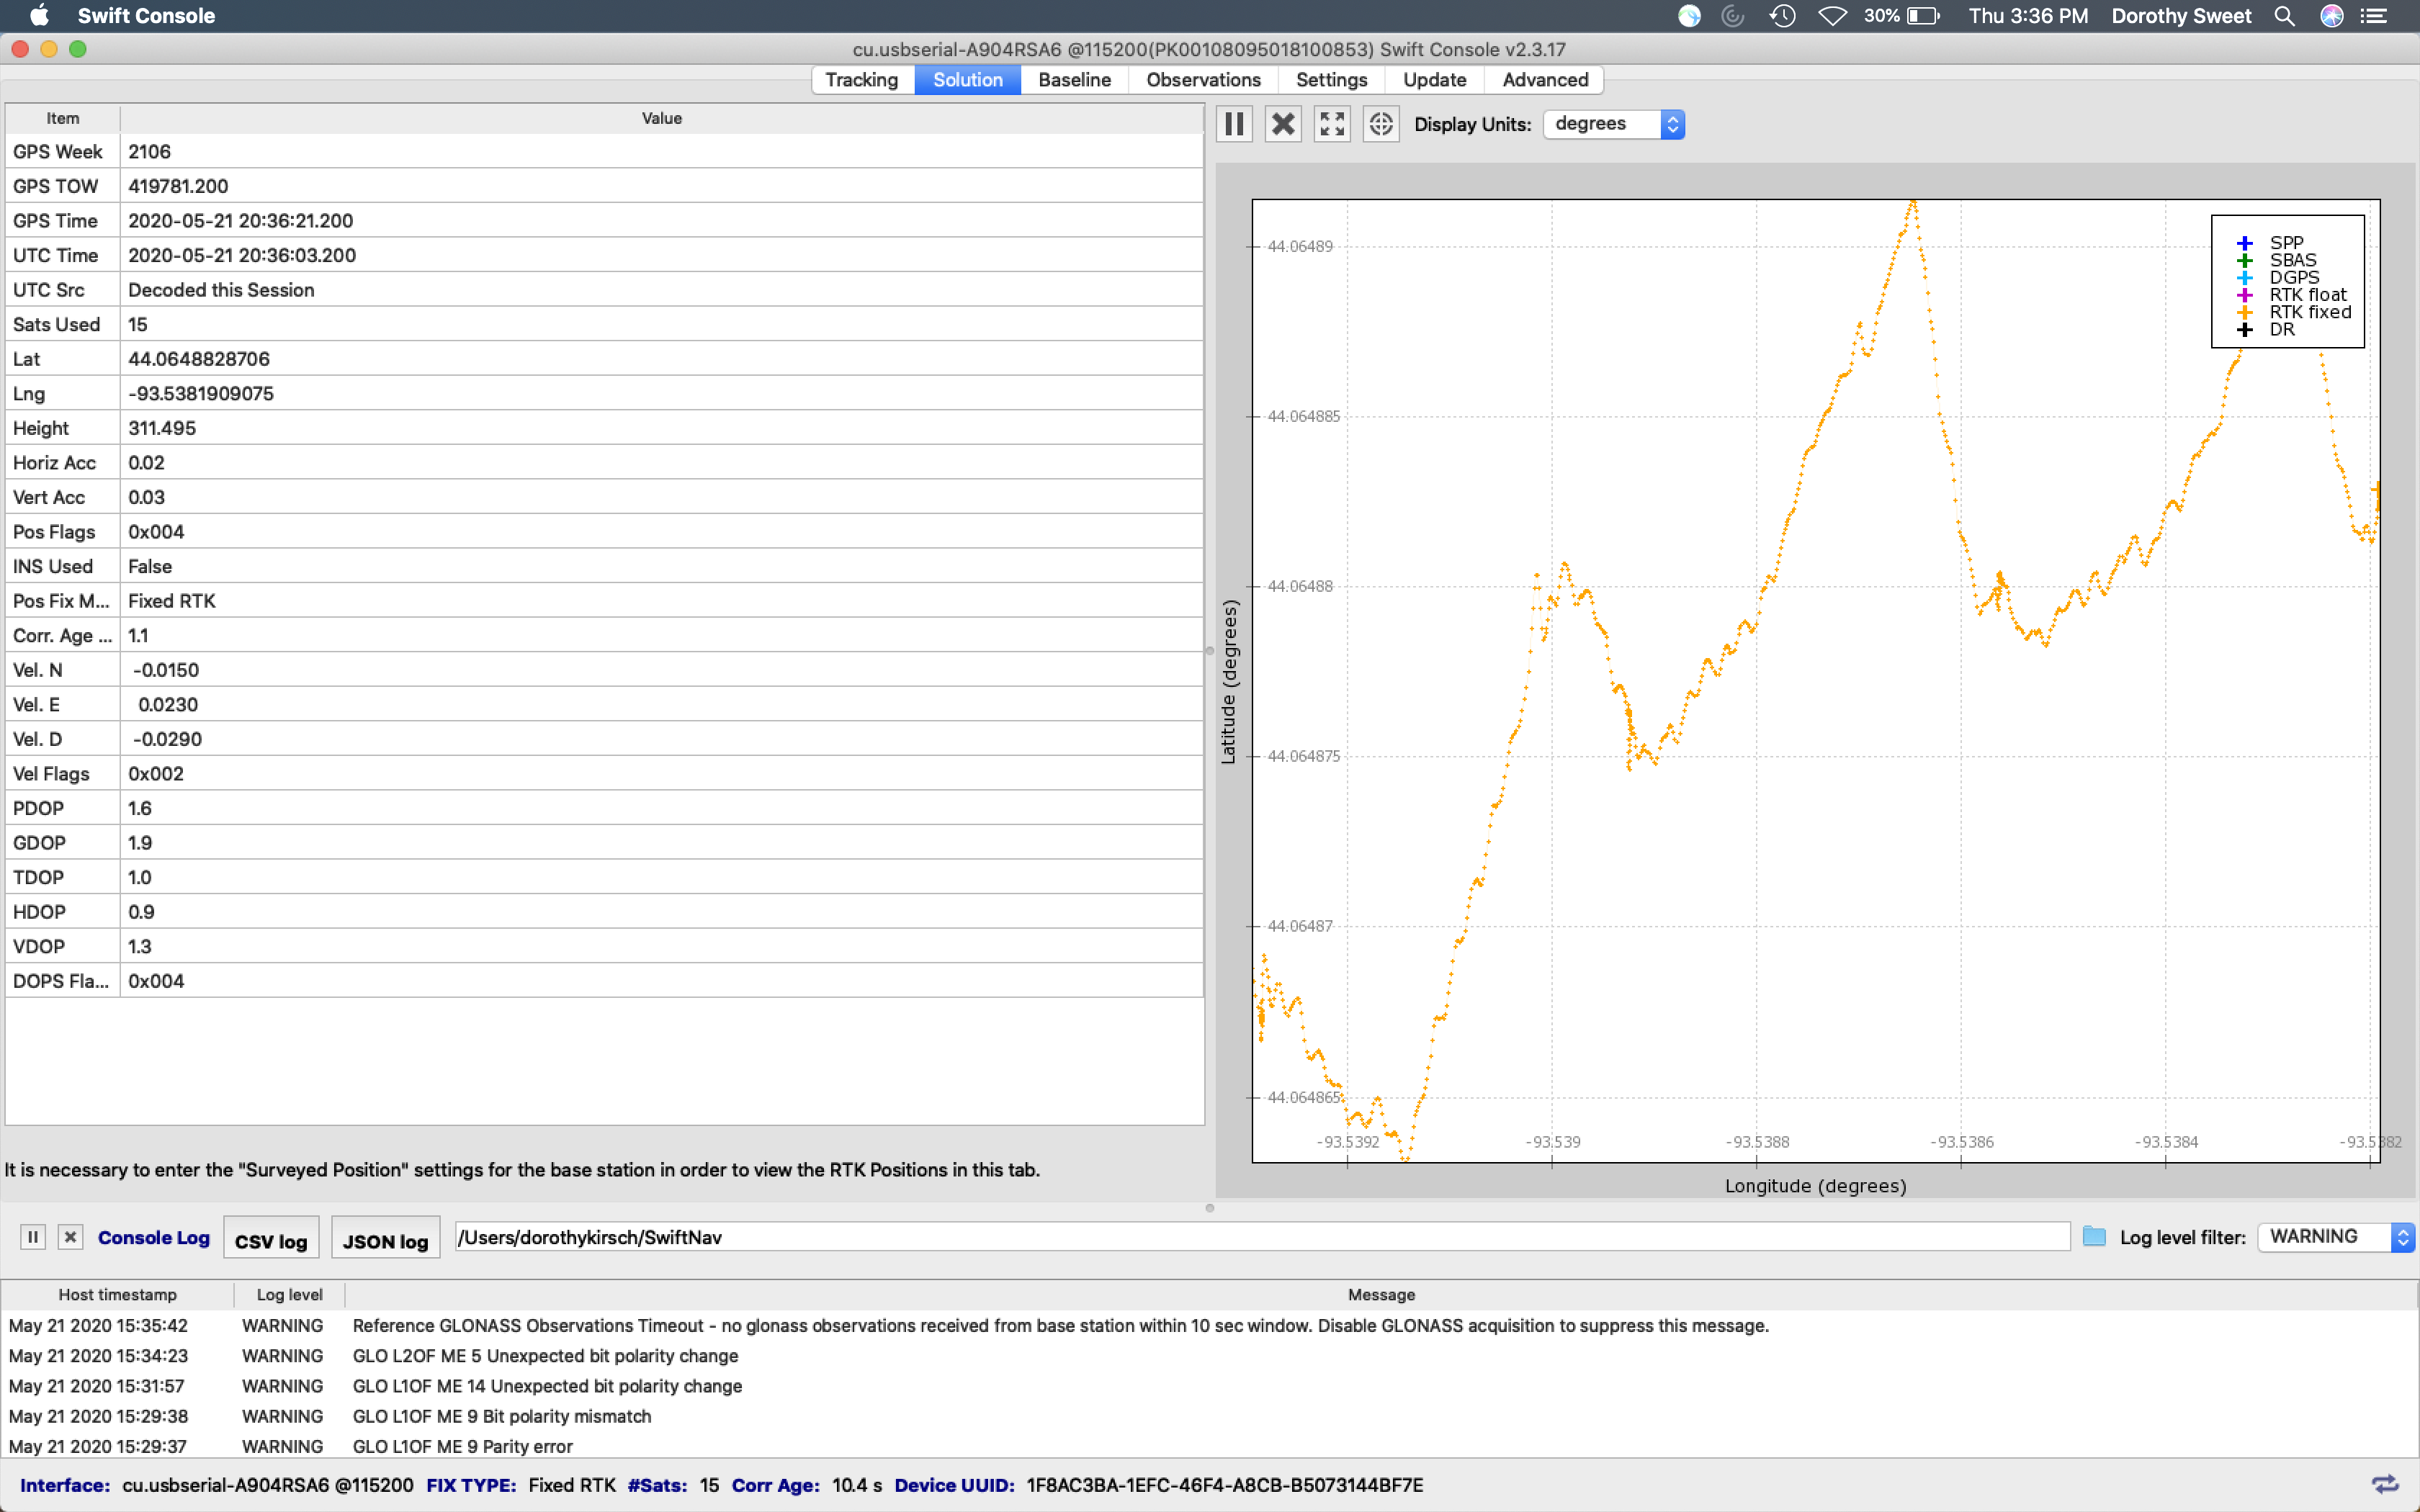 Swift Console 30% Thu 3:36 PM Dorothy Sweet
cu.usbserial-A904RSA6 @115200(PK00108095018100853) Swift Console v2.3.17
Tracking Solution Baseline Observations Settings Update Advanced
Item Value
GPS Week 2106
GPS TOW 419781.200
GPS Time 2020-05-21 20:36:21.200
UTC Time 2020-05-21 20:36:03.200
UTC Src Decoded this Session
Sats Used 15
Lat 44.0648828706
Lng -93.5381909075
Height 311.495
Horiz Acc 0.02
Vert Acc 0.03
Pos Flags 0x004
INS Used False
Pos Fix M... Fixed RTK
Corr. Age ... 1.1
Vel. N -0.0150
Vel. E 0.0230
Vel. D -0.0290
Vel Flags 0x002
PDOP 1.6
GDOP 1.9
TDOP 1.0
HDOP 0.9
VDOP 1.3
DOPS Fla... 0x004
It is necessary to enter the "Surveyed Position" settings for the base station in order to view the RTK Positions in this tab.
Display Units: degrees
SPP
SBAS
DGPS
RTK float
RTK fixed
DR
44.06489
44.064885
44.06488
44.064875
44.06487
44.064865
Latitude (degrees)
-93.5392 -93.539 -93.5388 -93.5386 -93.5384 -93.5382
Longitude (degrees)
Console Log CSV log JSON log /Users/dorothykirsch/SwiftNav Log level filter: WARNING
Host timestamp Log level Message
May 21 2020 15:35:42 WARNING Reference GLONASS Observations Timeout - no glonass observations received from base station within 10 sec window. Disable GLONASS acquisition to suppress this message.
May 21 2020 15:34:23 WARNING GLO L2OF ME 5 Unexpected bit polarity change
May 21 2020 15:31:57 WARNING GLO L1OF ME 14 Unexpected bit polarity change
May 21 2020 15:29:38 WARNING GLO L1OF ME 9 Bit polarity mismatch
May 21 2020 15:29:37 WARNING GLO L1OF ME 9 Parity error
Interface: cu.usbserial-A904RSA6 @115200 FIX TYPE: Fixed RTK #Sats: 15 Corr Age: 10.4 s Device UUID: 1F8AC3BA-1EFC-46F4-A8CB-B5073144BF7E